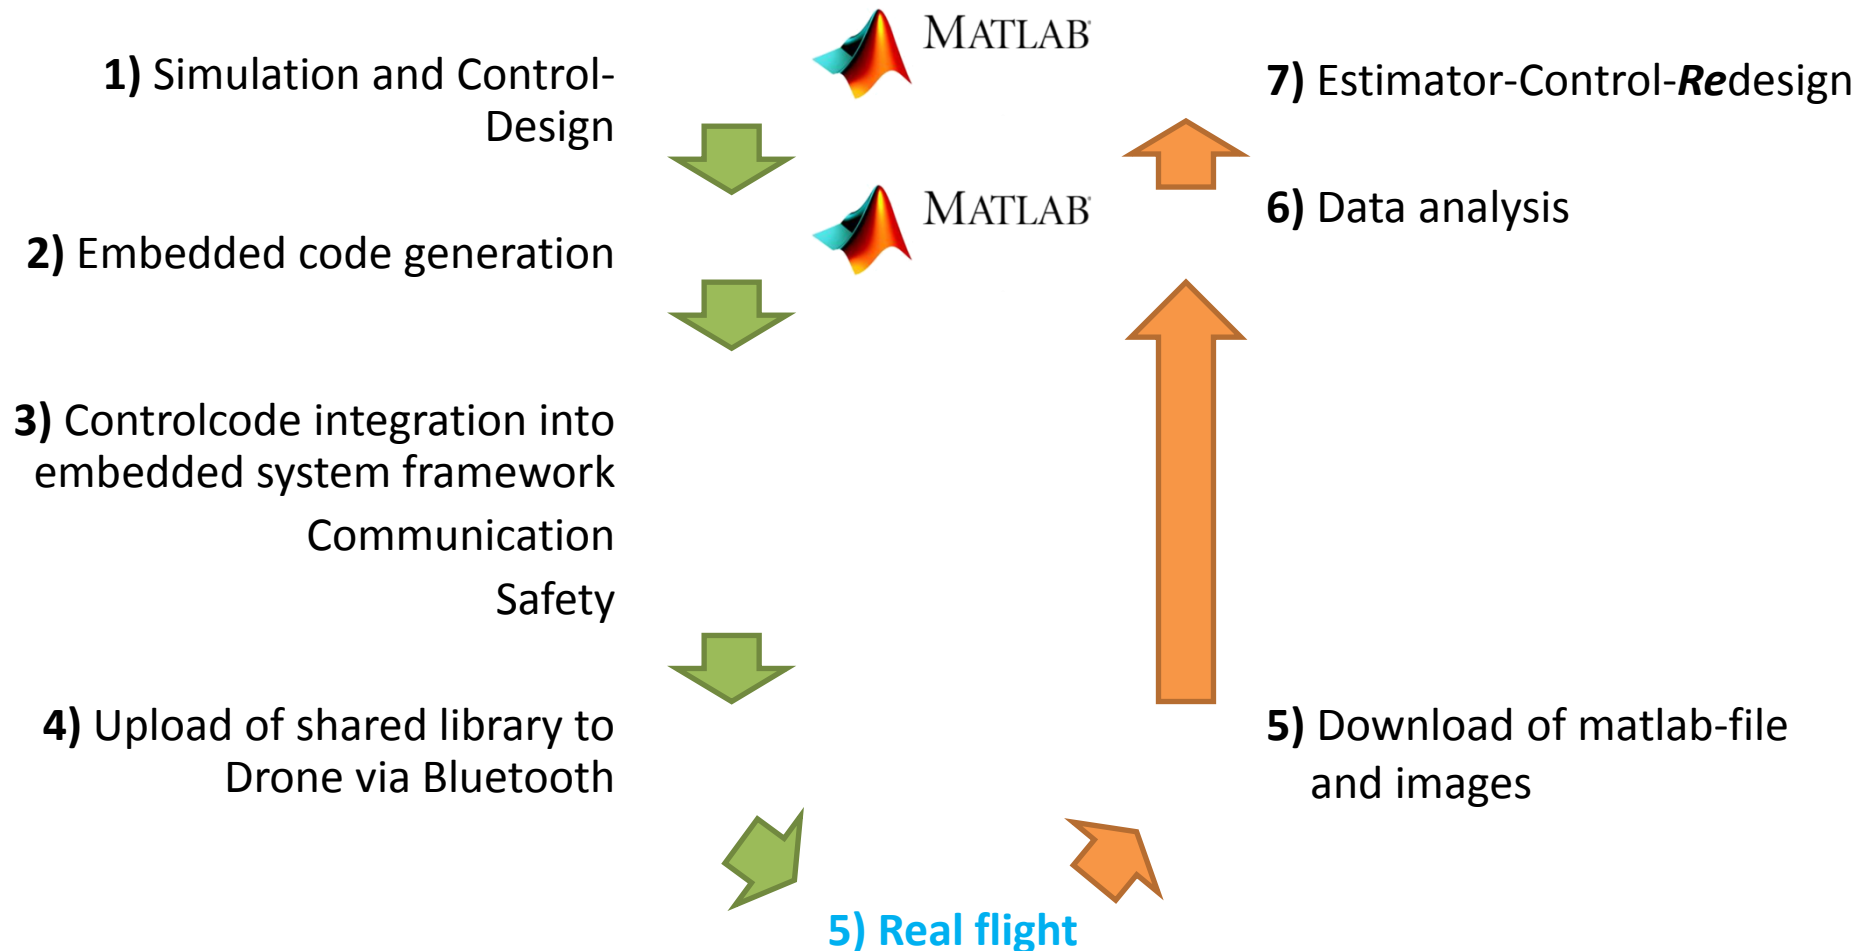 MATLAB
1) Simulation and Control-
Design
2) Embedded code generation
MATLAB
3) Controlcode integration into
embedded system framework
Communication
Safety
4) Upload of shared library to
Drone via Bluetooth
5) Real flight
5) Download of matlab-file
and images
6) Data analysis
7) Estimator-Control-Redesign